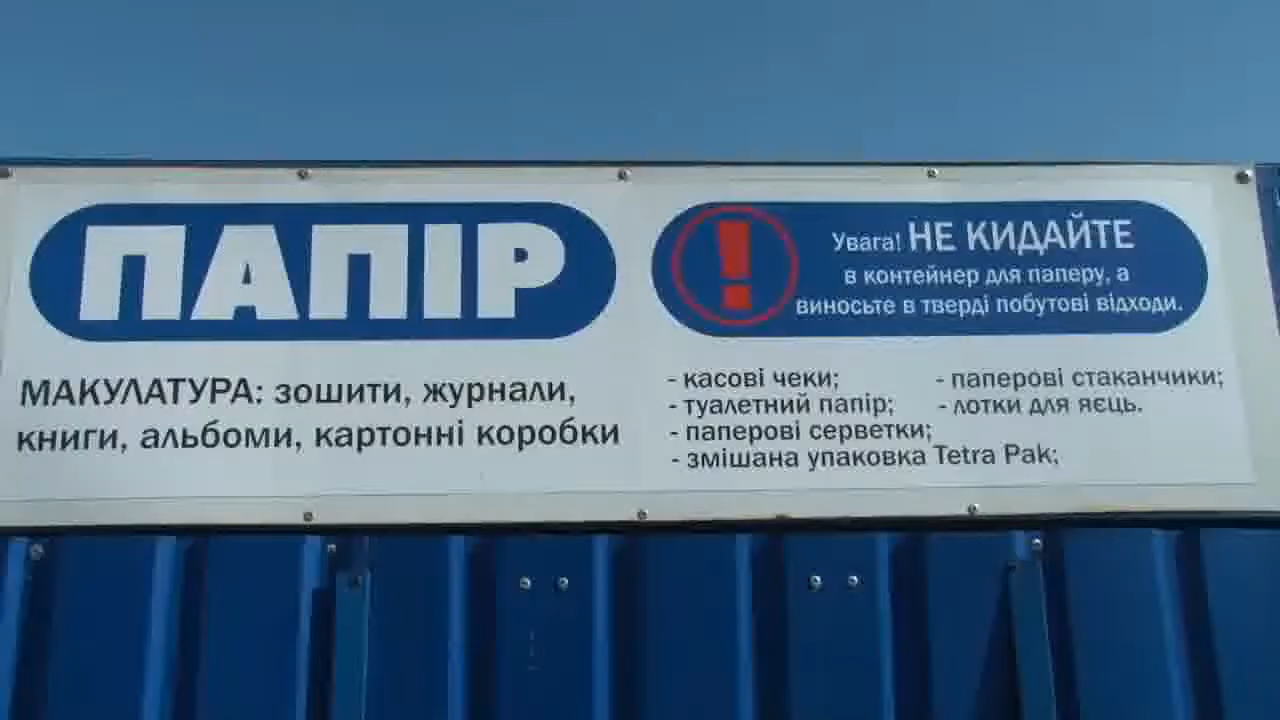 ПАПІР
МАКУЛАТУРА: зошити, журнали,
книги, альбоми, картонні коробки
Увага! НЕ КИДАЙТЕ
в контейнер для паперу, а
виносьте в тверді побутові відходи.
- касові чеки;
- туалетний папір;
- паперові серветки;
- змішана упаковка Tetra Pak;
- паперові стаканчики;
- лотки для яєць.